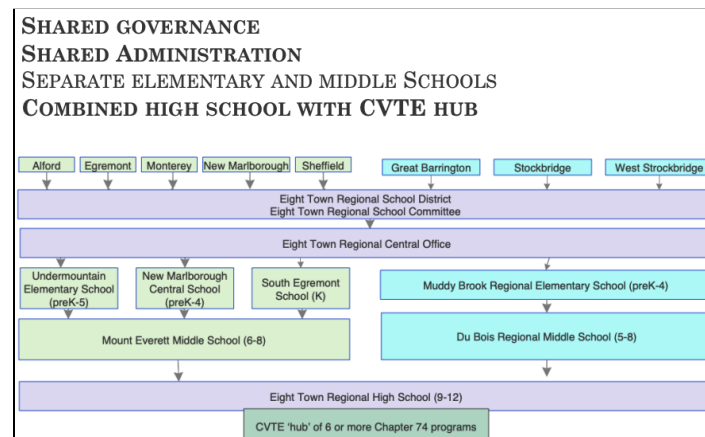 SHARED GOVERNANCE
SHARED ADMINISTRATION
SEPARATE ELEMENTARY AND MIDDLE SCHOOLS
COMBINED HIGH SCHOOL WITH CVTE HUB
Alford
Egremont
Monterey
New Marlborough
Sheffield
Great Barrington
Stockbridge
West Strockbridge
Eight Town Regional School District
Eight Town Regional School Committee
Eight Town Regional Central Office
Undermountain
Elementary School
(preK-5)
New Marlborough
Central School
(preK-4)
South Egremont
School (K)
Muddy Brook Regional Elementary School (preK-4)
Mount Everett Middle School (6-8)
Du Bois Regional Middle School (5-8)
Eight Town Regional High School (9-12)
CVTE 'hub' of 6 or more Chapter 74 programs